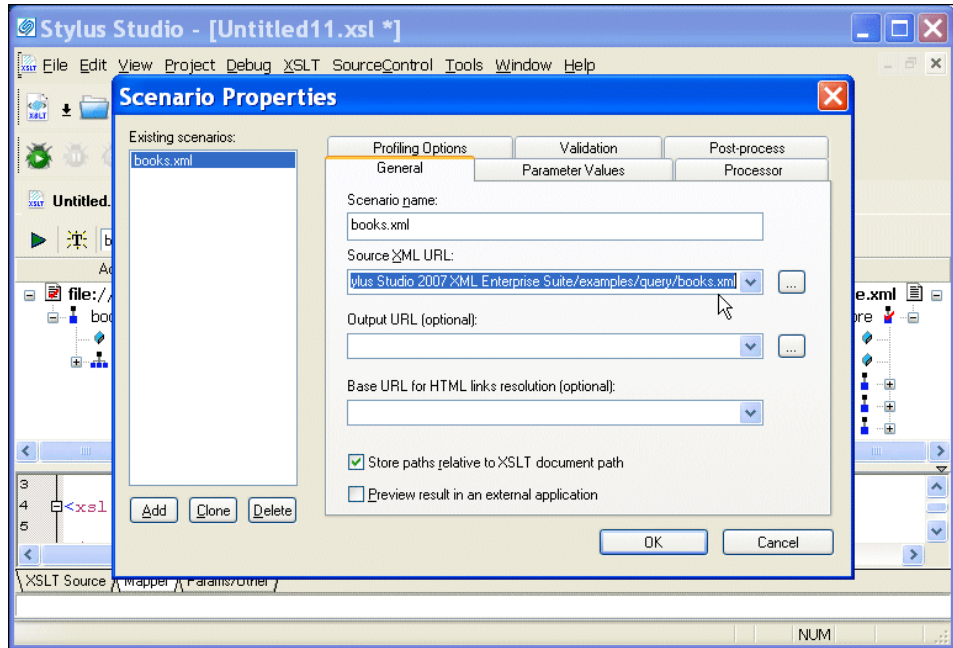 Stylus Studio - [Untitled11.xsl *]
File Edit View Project Debug XSLT SourceControl Tools Window Help
Scenario Properties
Existing scenarios:
books.xml
Profiling Options Validation Post-process
General Parameter Values Processor
Scenario name:
books.xml
Source XML URL:
ylus Studio 2007 XML Enterprise Suite/examples/query/books.xml
...
Output URL (optional):
...
Base URL for HTML links resolution (optional):
Store paths relative to XSLT document path
Preview result in an external application
Add Clone Delete
OK Cancel
XSLT
Untitled.
file:/
boo
e.xml
ore
3
4 <xsl
5
XSLT Source Mapper Params/Other
NUM